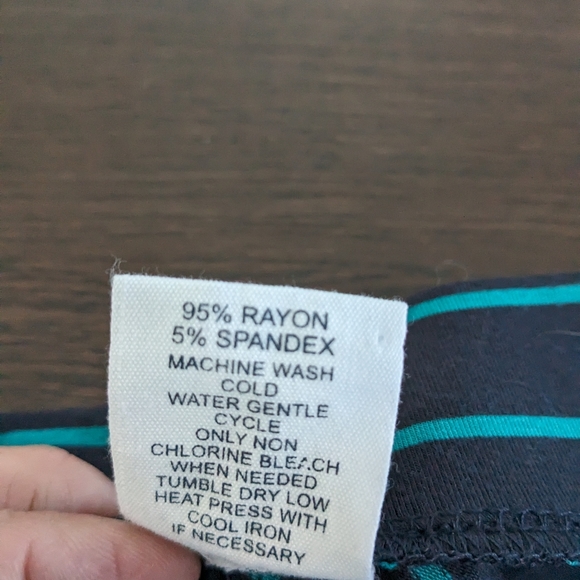 95% RAYON
5% SPANDEX
MACHINE WASH
COLD
WATER GENTLE
CYCLE
ONLY NON
CHLORINE BLEACH
WHEN NEEDED
TUMBLE DRY LOW
HEAT PRESS WITH
COOL IRON
IF NECESSARY